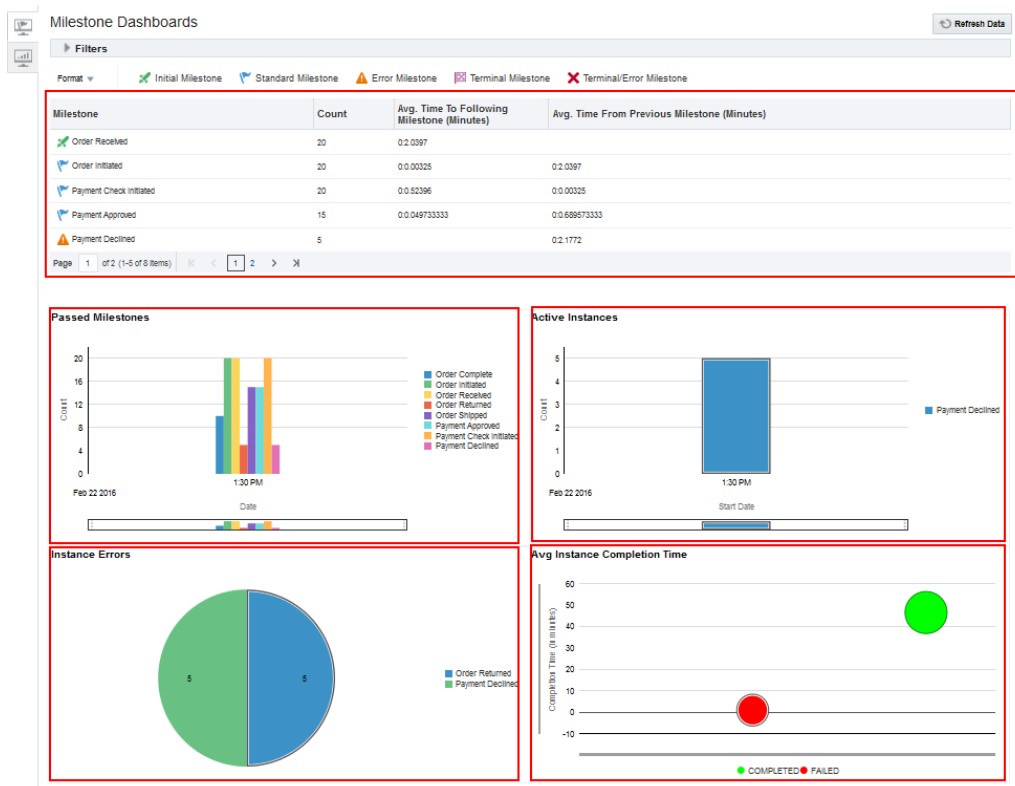 Milestone Dashboards
Refresh Data
Filters
Format
Initial Milestone
Standard Milestone
Error Milestone
Terminal Milestone
Terminal/Error Milestone
Milestone Count Avg. Time To Following Milestone (Minutes) Avg. Time From Previous Milestone (Minutes)
Order Received 20 0:2.0397
Order Initiated 20 0:0.00325 0:2.0397
Payment Check Initiated 20 0:0.52396 0:0.00325
Payment Approved 15 0:0.049733333 0:0.689573333
Payment Declined 5 0:2.1772
Page 1 of 2 (1-5 of 8 items) 1 2
Passed Milestones
20
16
12
8
4
0
Count
1:30 PM
Feb 22 2016
Date
Order Complete
Order Initiated
Order Received
Order Returned
Order Shipped
Payment Approved
Payment Check Initiated
Payment Declined
Active Instances
5
4
3
2
1
0
Count
1:30 PM
Feb 22 2016
Start Date
Payment Declined
Instance Errors
5
5
Order Returned
Payment Declined
Avg Instance Completion Time
60
50
40
30
20
10
0
-10
Completion Time (In minutes)
COMPLETED
FAILED